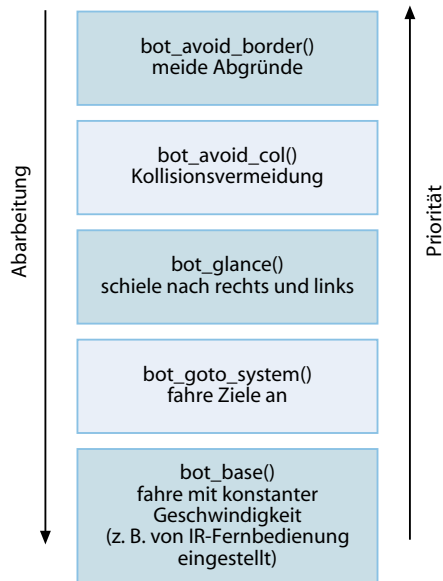 bot_avoid_border()
meide Abgründe
bot_avoid_col()
Kollisionsvermeidung
bot_glance()
schiele nach rechts und links
bot_goto_system()
fahre Ziele an
bot_base()
fahre mit konstanter
Geschwindigkeit
(z. B. von IR-Fernbedienung
eingestellt)
Abarbeitung
Priorität